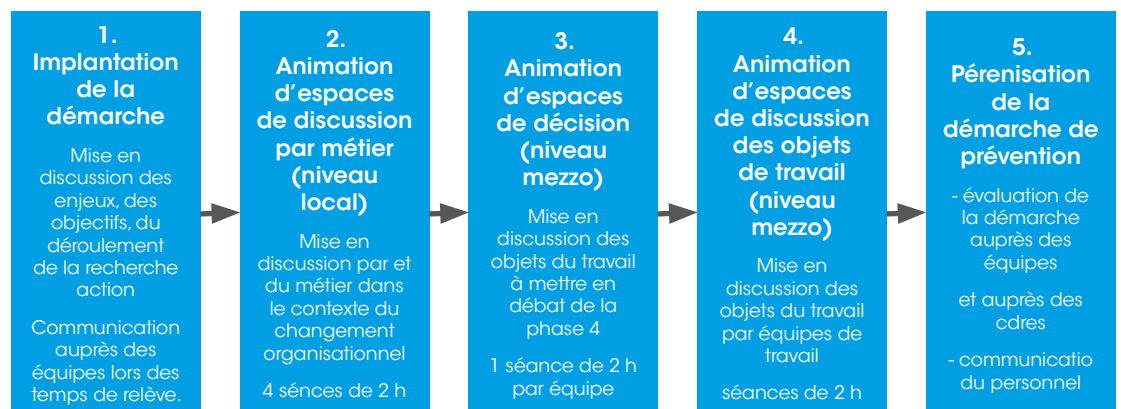 1.
Implantation
de la
démarche
Mise en
discussion des
enjeux, des
objectifs, du
déroulement
de la recherche
action
Communication
auprès des
équipes lors des
temps de relève.
2.
Animation
d'espaces
de discussion
par métier
(niveau
local)
Mise en
discussion par et
du métier dans
le contexte du
changement
organisationnel
4 sénces de 2 h
3.
Animation
d'espaces
de décision
(niveau
mezzo)
Mise en
discussion des
objets du travail
à mettre en
débat de la
phase 4
1 séance de 2 h
par équipe
4.
Animation
d'espaces
de discussion
des objets
de travail
(niveau
mezzo)
Mise en
discussion des
objets du travail
par équipes de
travail
séances de 2 h
5.
Pérenisation
de la
démarche de
prévention
- évaluation de
la démarche
auprès des
équipes
et auprès des
cdres
- communicatio
du personnel